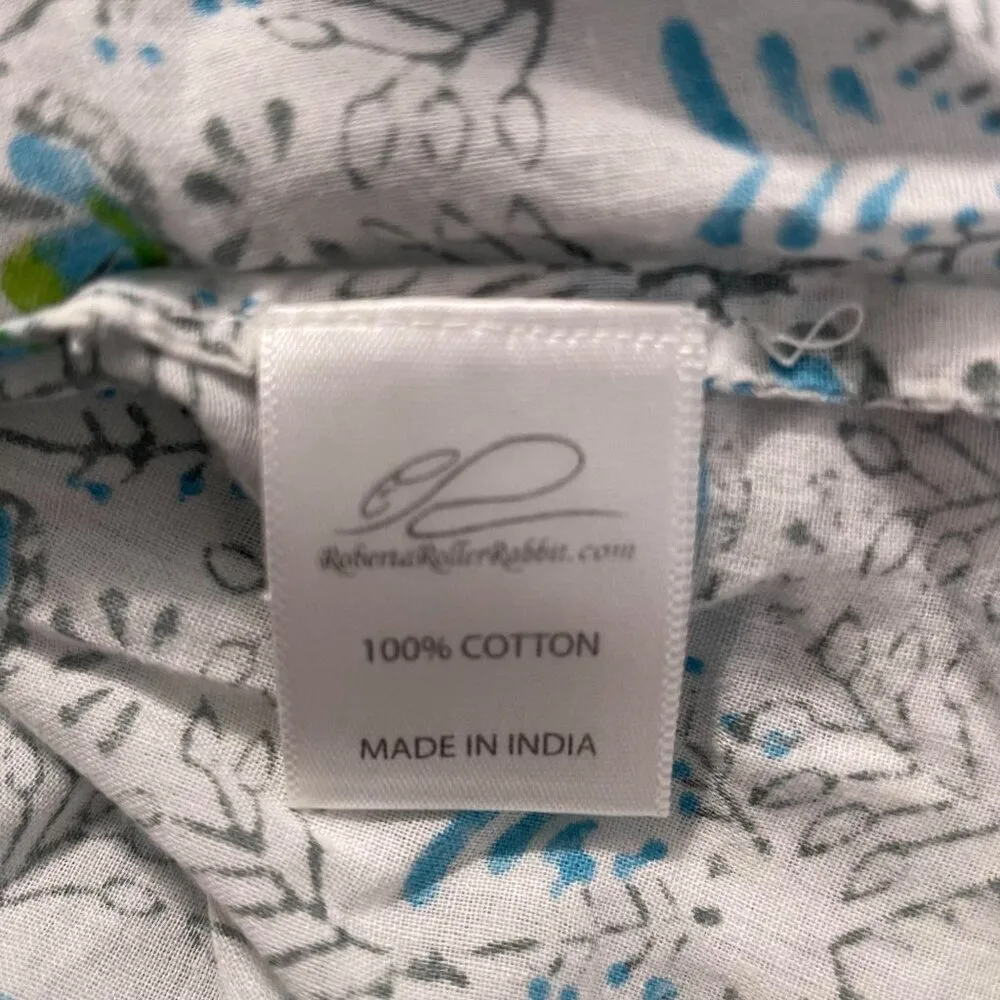 RobertaRollerRabbit.com
100% COTTON
MADE IN INDIA